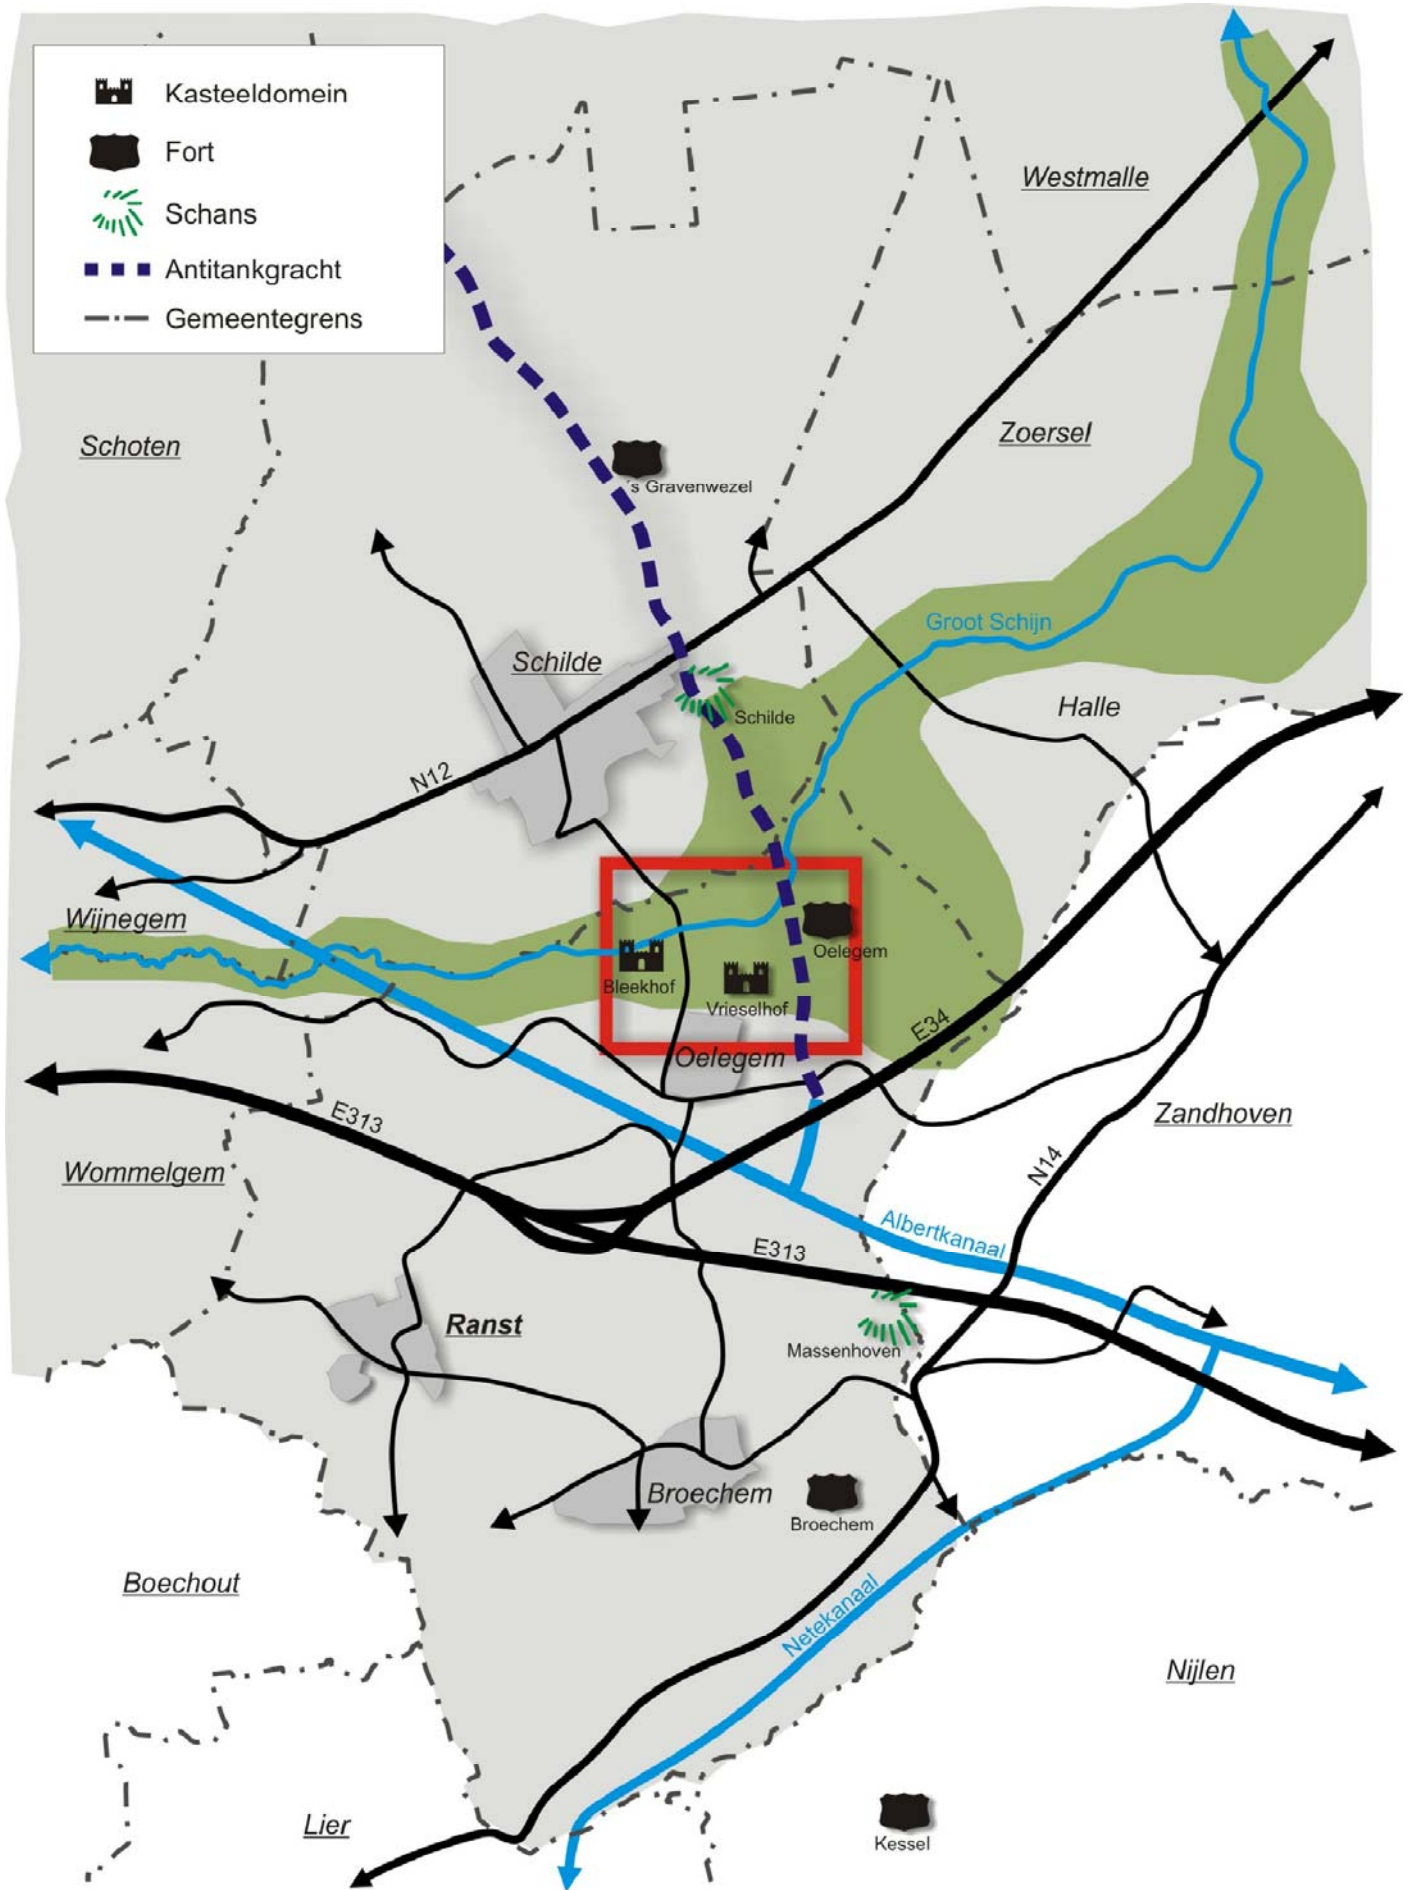 Kasteeldomein
Fort
Schans
Antitankgracht
Gemeentegrens
Westmalle
Schoten
Zoersel
's Gravenwezel
Groot Schijn
Schilde
Halle
Schilde
N12
Wijnegem
Oelegem
Bleekhof
Vrieselhof
E34
Oelegem
E313
Zandhoven
Wommelgem
N14
Albertkanaal
E313
Ranst
Massenhoven
Broechem
Broechem
Boechout
Netekanaal
Nijlen
Lier
Kessel